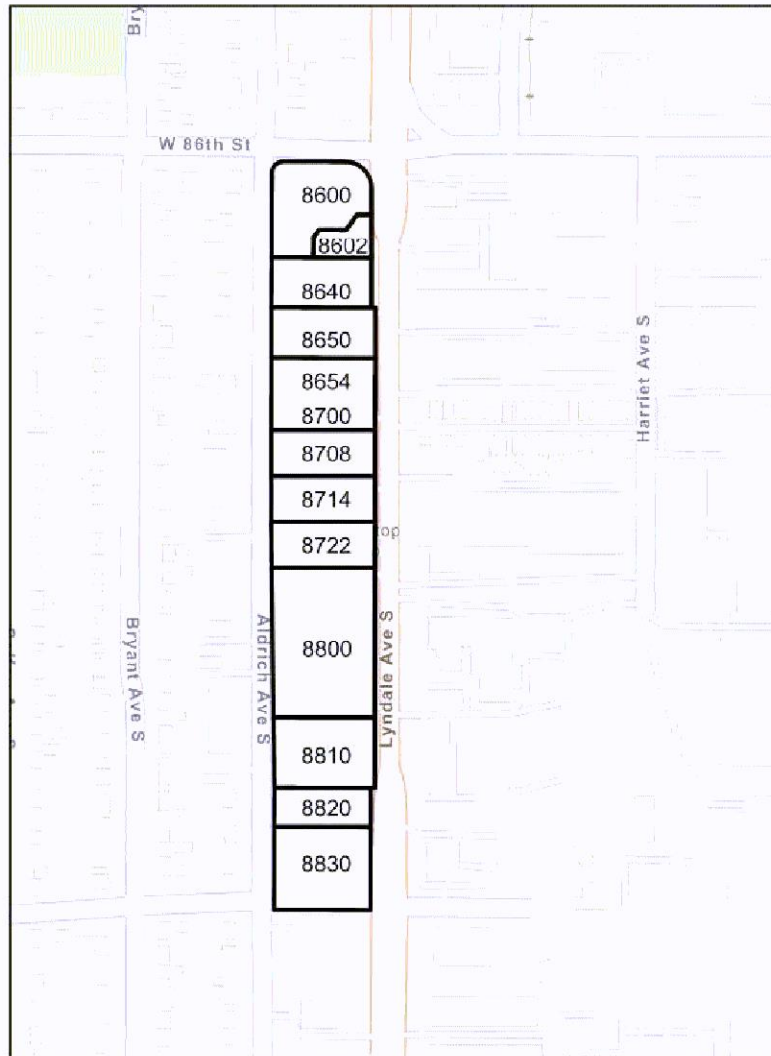 Bry
W 86th St
8600
8602
8640
8650
8654
8700
8708
8714
8722
op
8800
8810
8820
8830
Bryant Ave S
Aldrich Ave S
Lyndale Ave S
Harriet Ave S